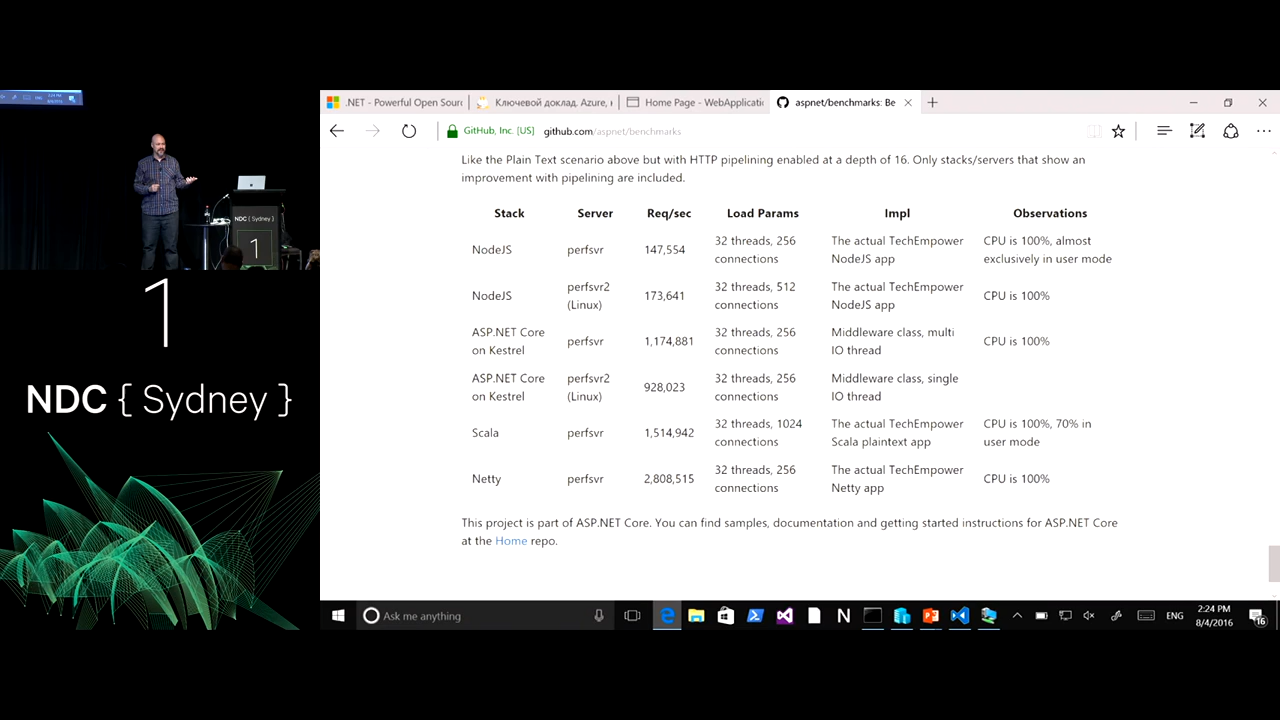 .NET - Powerful Open Sourc
Ключевой доклад. Azure, н
Home Page - WebApplicati
aspnet/benchmarks: Be
GitHub, Inc. [US]
github.com/aspnet/benchmarks
Like the Plain Text scenario above but with HTTP pipelining enabled at a depth of 16. Only stacks/servers that show an
improvement with pipelining are included.
Stack Server Req/sec Load Params Impl Observations
NodeJS perfsvr 147,554 32 threads, 256 connections The actual TechEmpower NodeJS app CPU is 100%, almost exclusively in user mode
NodeJS perfsvr2 (Linux) 173,641 32 threads, 512 connections The actual TechEmpower NodeJS app CPU is 100%
ASP.NET Core on Kestrel perfsvr 1,174,881 32 threads, 256 connections Middleware class, multi IO thread CPU is 100%
ASP.NET Core on Kestrel perfsvr2 (Linux) 928,023 32 threads, 256 connections Middleware class, single IO thread
Scala perfsvr 1,514,942 32 threads, 1024 connections The actual TechEmpower Scala plaintext app CPU is 100%, 70% in user mode
Netty perfsvr 2,808,515 32 threads, 256 connections The actual TechEmpower Netty app CPU is 100%
This project is part of ASP.NET Core. You can find samples, documentation and getting started instructions for ASP.NET Core
at the Home repo.
Ask me anything
ENG
2:24 PM
8/4/2016
16
NDC { Sydney }
1
1
NDC { Sydney }